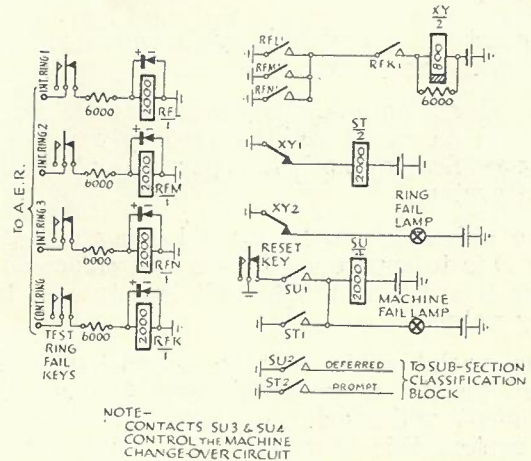 TO A.E.R.
INT.RING 1
6000
2000
RFL
1
INT.RING 2
6000
2000
RFM
1
INT.RING 3
6000
2000
RFN
1
CONT.RING
6000
2000
RFK
1
TEST
RING
FAIL
KEYS
RFL1
RFM1
RFN1
RFK1
XY
2
800
6000
XY1
ST
2
2000
XY2
RING
FAIL
LAMP
RESET
KEY
SU1
SU
2000
MACHINE
FAIL LAMP
ST1
SU2 DEFERRED
ST2 PROMPT
TO SUB-SECTION
CLASSIFICATION
BLOCK
NOTE-
CONTACTS SU3 & SU4
CONTROL THE MACHINE
CHANGE-OVER CIRCUIT